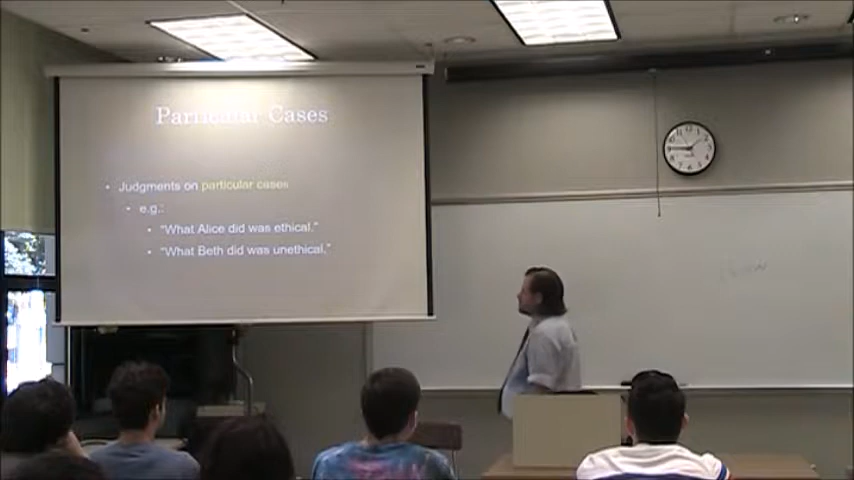 Particular Cases
• Judgments on particular cases
• e.g.:
• "What Alice did was ethical."
• "What Beth did was unethical."